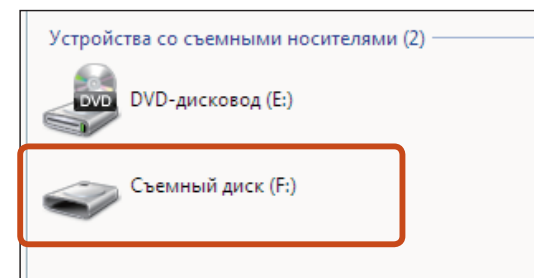 Устройства со съемными носителями (2)
DVD
DVD-дисковод (E:)
Съемный диск (F:)